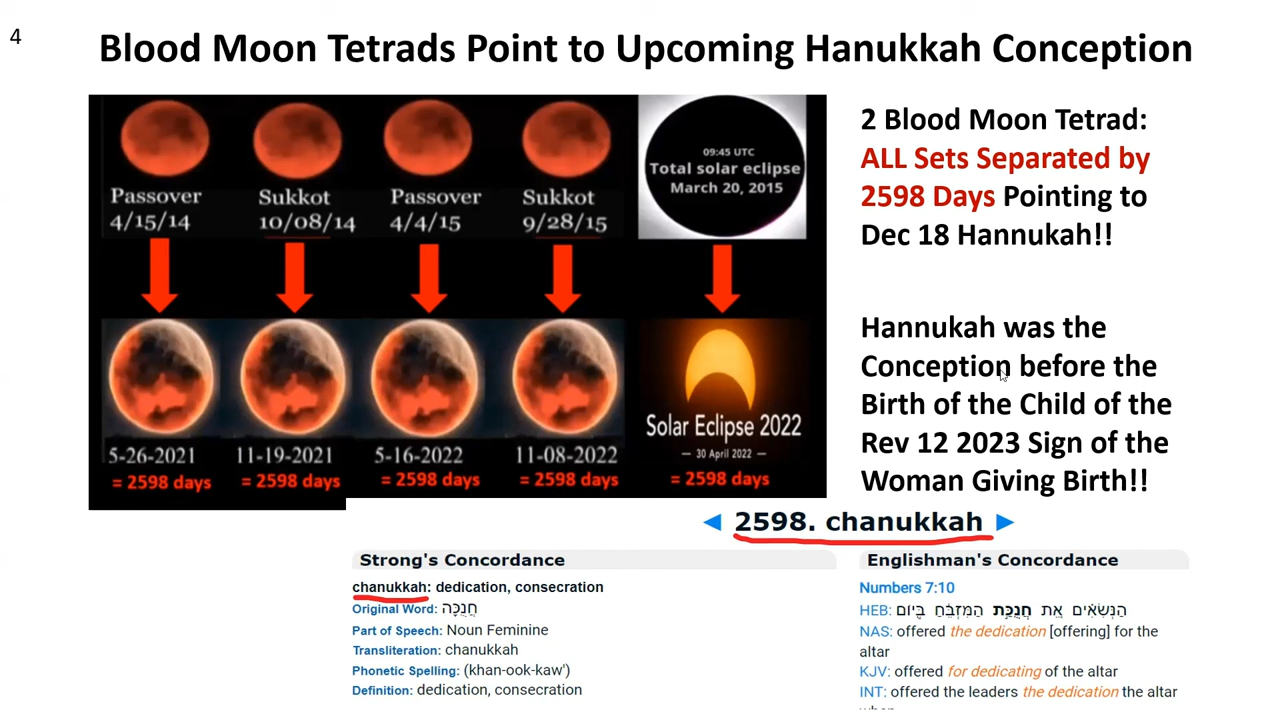 4
Blood Moon Tetrads Point to Upcoming Hanukkah Conception
Passover
4/15/14
Sukkot
10/08/14
Passover
4/4/15
Sukkot
9/28/15
09:45 UTC
Total solar eclipse
March 20, 2015
5-26-2021
= 2598 days
11-19-2021
= 2598 days
5-16-2022
= 2598 days
11-08-2022
= 2598 days
Solar Eclipse 2022
— 30 April 2022 —
= 2598 days
2 Blood Moon Tetrad:
ALL Sets Separated by
2598 Days Pointing to
Dec 18 Hannukah!!
Hannukah was the
Conception before the
Birth of the Child of the
Rev 12 2023 Sign of the
Woman Giving Birth!!
◄ 2598. chanukkah ►
Strong's Concordance
chanukkah: dedication, consecration
Original Word: חֲנֻכָּה
Part of Speech: Noun Feminine
Transliteration: chanukkah
Phonetic Spelling: (khan-ook-kaw')
Definition: dedication, consecration
Englishman's Concordance
Numbers 7:10
HEB: הַנְּשִׂאִ֗ים אֵ֚ת חֲנֻכַּ֣ת הַמִּזְבֵּ֔חַ בְּי֖וֹם
NAS: offered the dedication [offering] for the
altar
KJV: offered for dedicating of the altar
INT: offered the leaders the dedication the altar